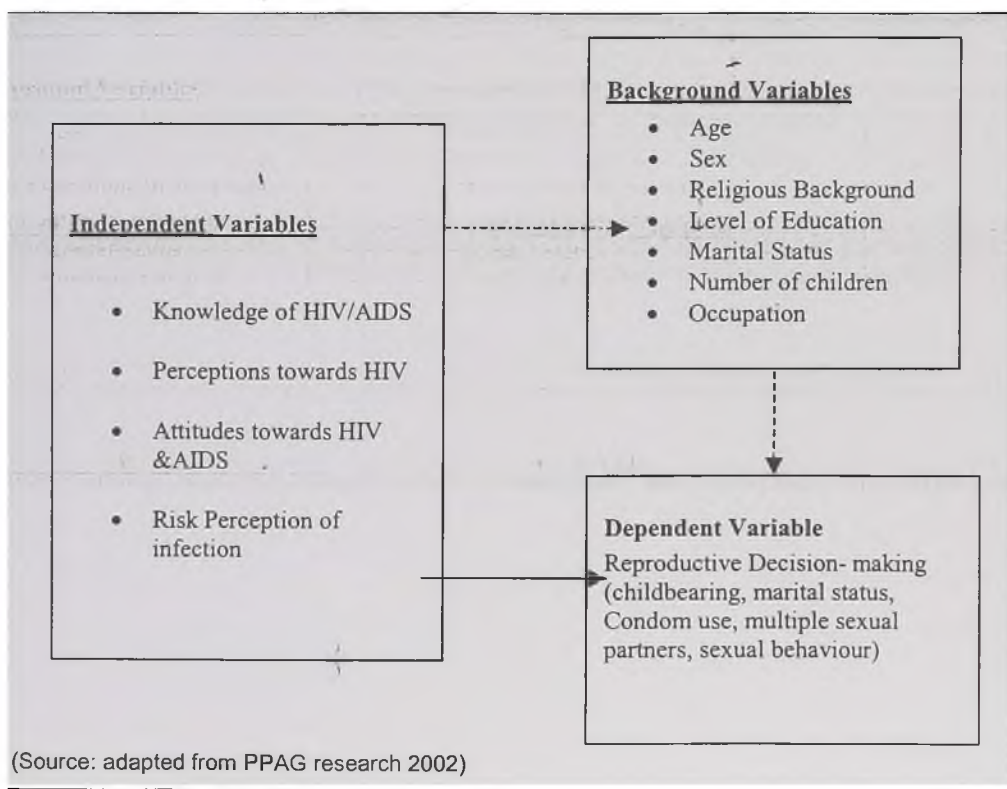 Background Variables
• Age
• Sex
• Religious Background
• Level of Education
• Marital Status
• Number of children
• Occupation
Independent Variables
• Knowledge of HIV/AIDS
• Perceptions towards HIV
• Attitudes towards HIV
&AIDS
• Risk Perception of
infection
Dependent Variable
Reproductive Decision- making
(childbearing, marital status,
Condom use, multiple sexual
partners, sexual behaviour)
(Source: adapted from PPAG research 2002)